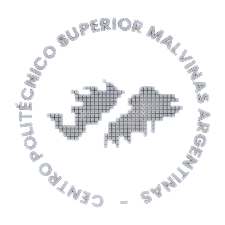 CENTRO POLITÉCNICO SUPERIOR MALVINAS ARGENTINAS -